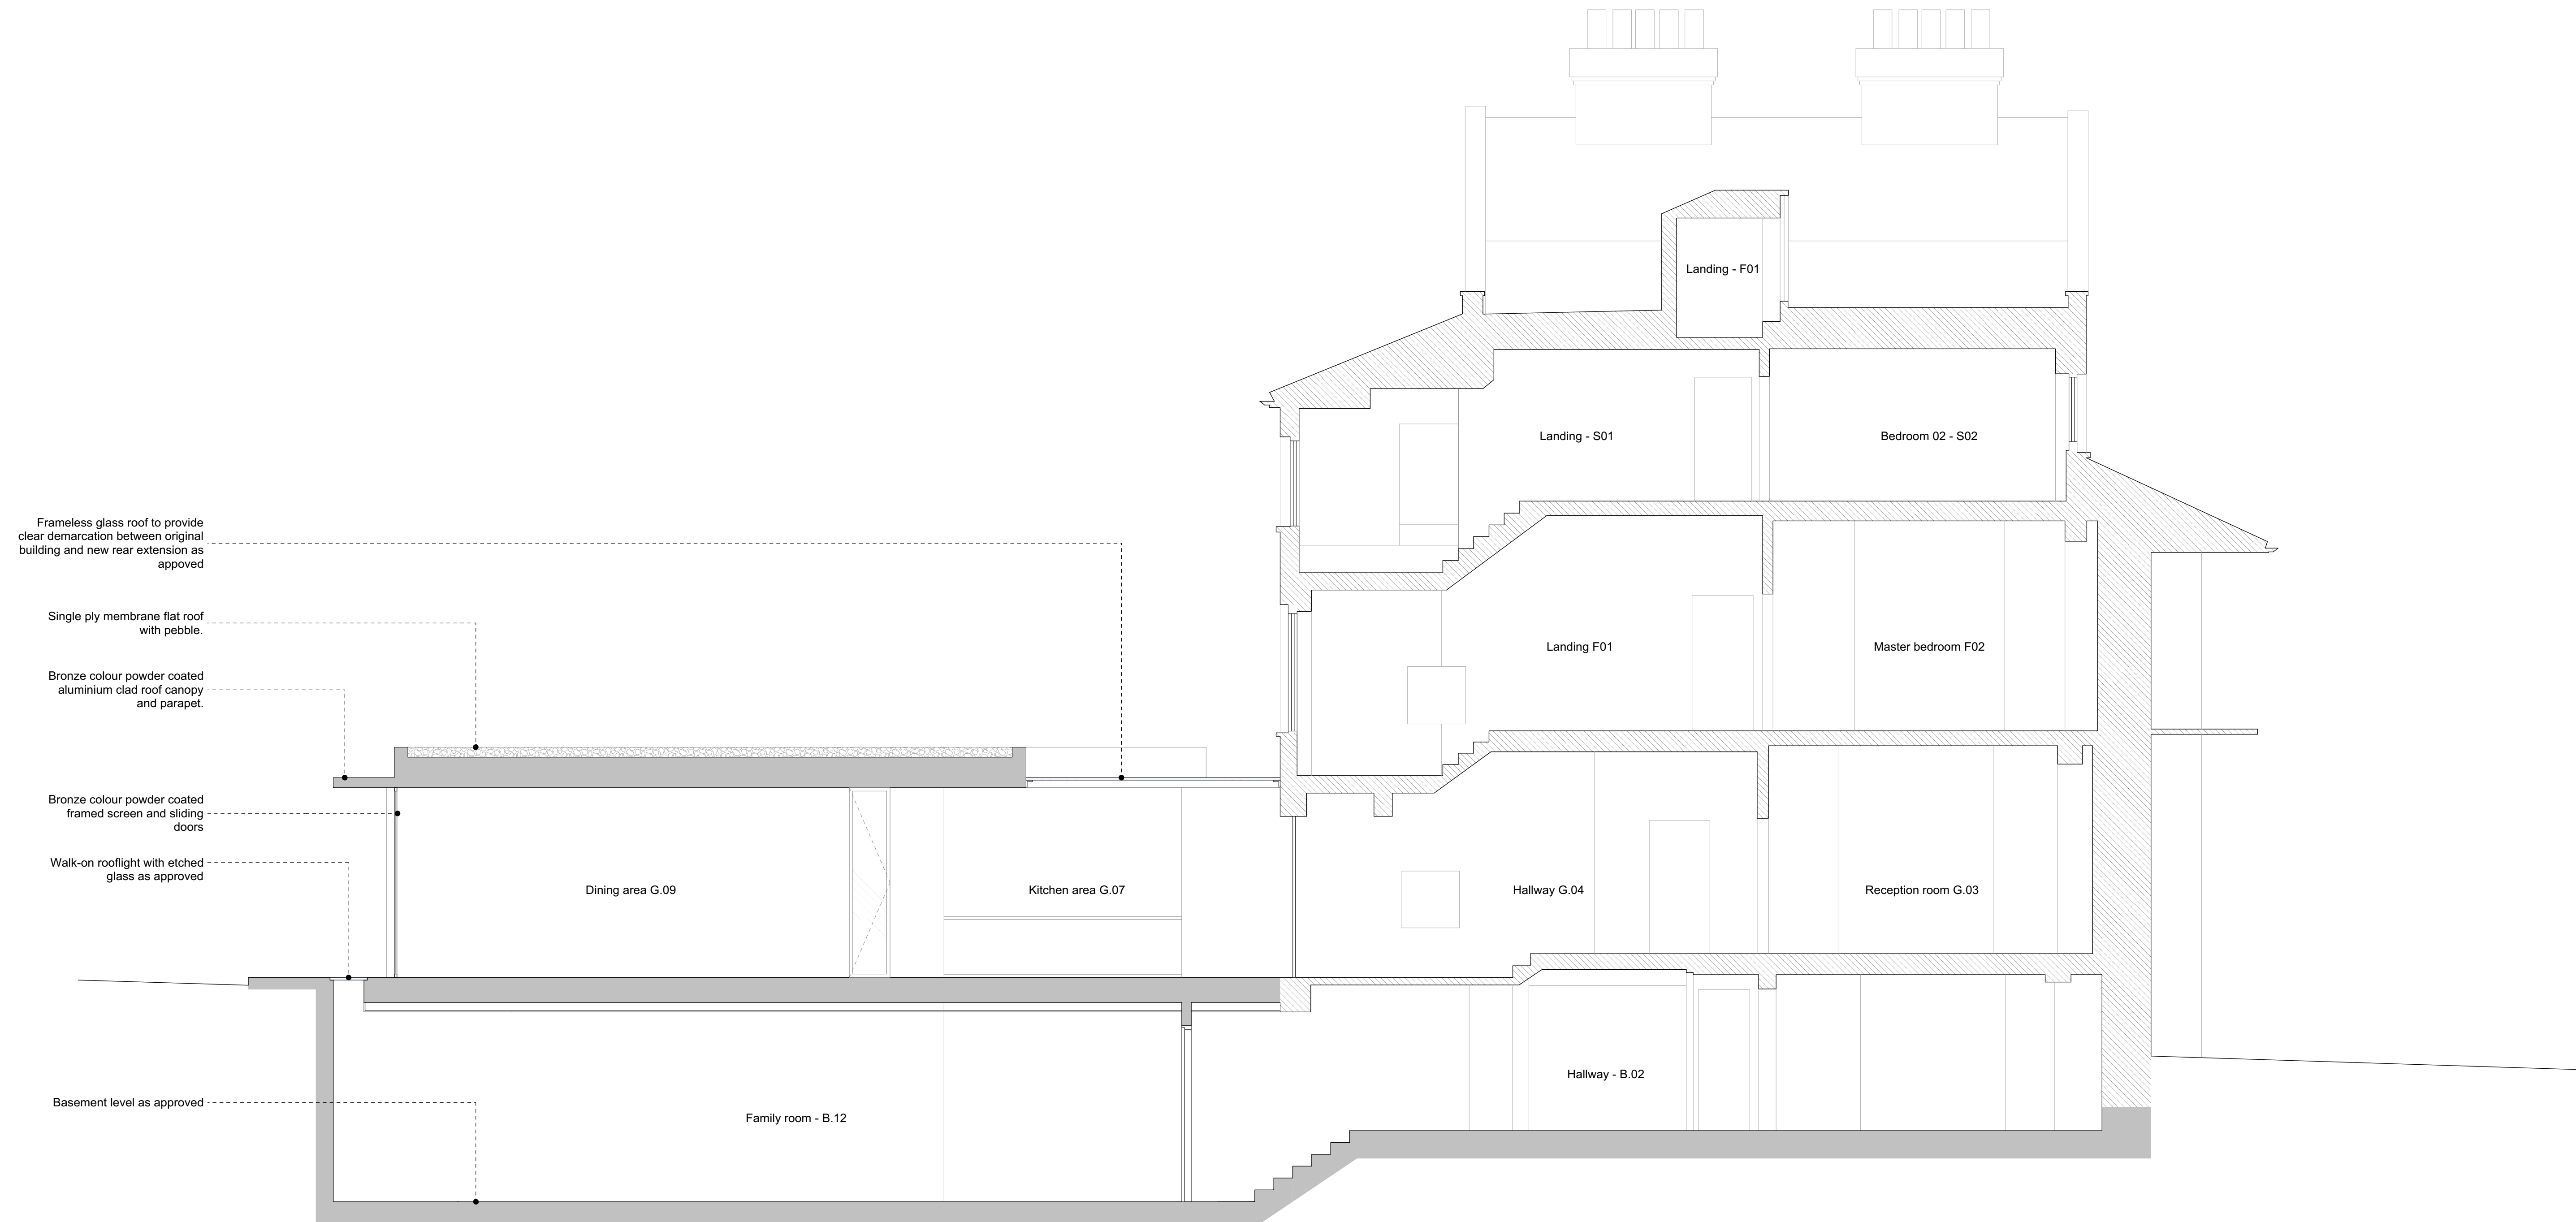 Landing - F01
Landing - S01
Bedroom 02 - S02
Frameless glass roof to provide
clear demarcation between original
building and new rear extension as
appoved
Single ply membrane flat roof
with pebble.
Landing F01
Master bedroom F02
Bronze colour powder coated
aluminium clad roof canopy
and parapet.
Bronze colour powder coated
framed screen and sliding
doors
Walk-on rooflight with etched
glass as approved
Dining area G.09
Kitchen area G.07
Hallway G.04
Reception room G.03
Hallway - B.02
Basement level as approved
Family room - B.12